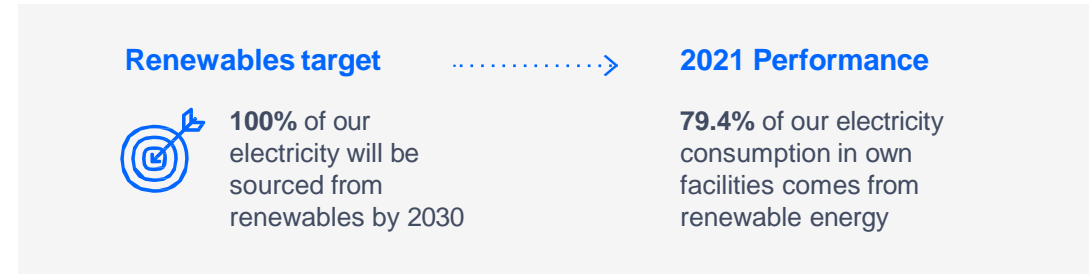 Renewables target
2021 Performance
100% of our
electricity will be
sourced from
renewables by 2030
79.4% of our electricity
consumption in own
facilities comes from
renewable energy